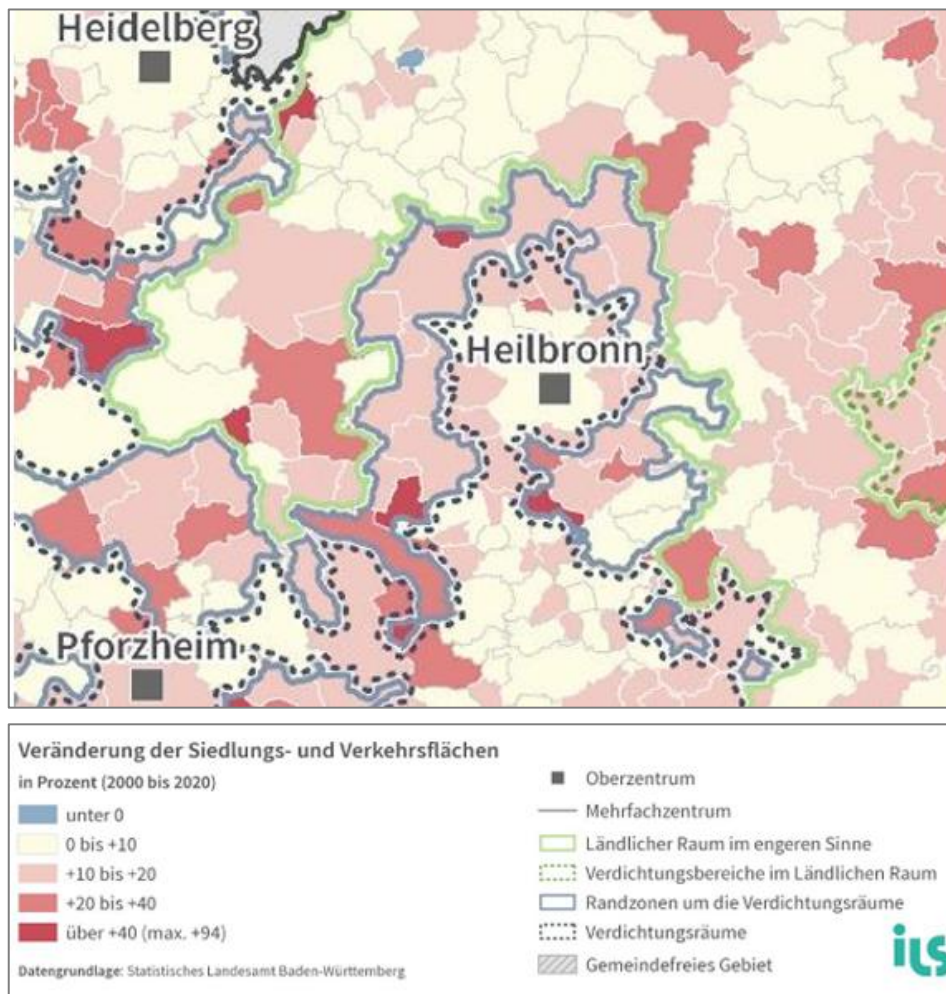 Heidelberg
Heilbronn
Pforzheim
Veränderung der Siedlungs- und Verkehrsflächen
in Prozent (2000 bis 2020)
unter 0
0 bis +10
+10 bis +20
+20 bis +40
über +40 (max. +94)
Datengrundlage: Statistisches Landesamt Baden-Württemberg
Oberzentrum
Mehrfachzentrum
Ländlicher Raum im engeren Sinne
Verdichtungsbereiche im Ländlichen Raum
Randzonen um die Verdichtungsräume
Verdichtungsräume
Gemeindefreies Gebiet
ils